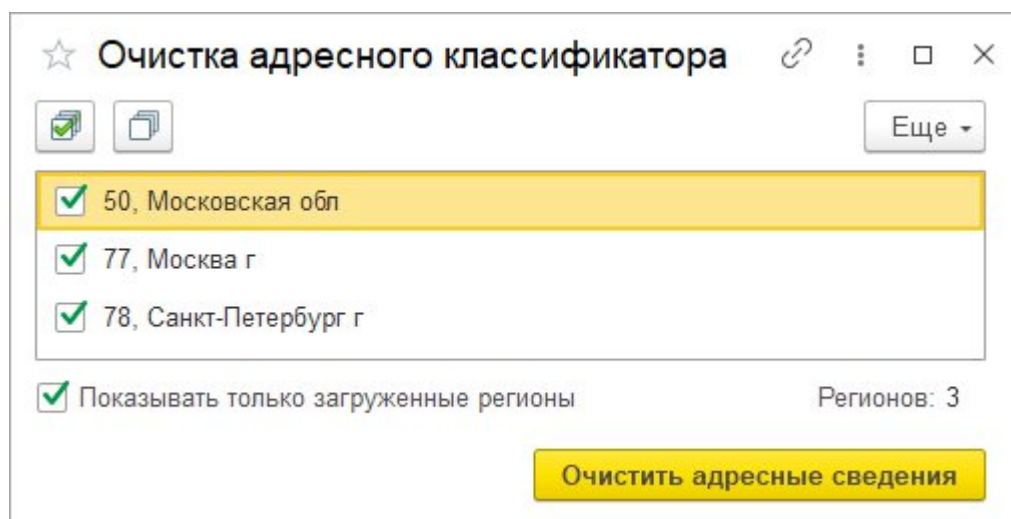 Очистка адресного классификатора
Еще
50, Московская обл
77, Москва г
78, Санкт-Петербург г
Показывать только загруженные регионы Регионов: 3
Очистить адресные сведения